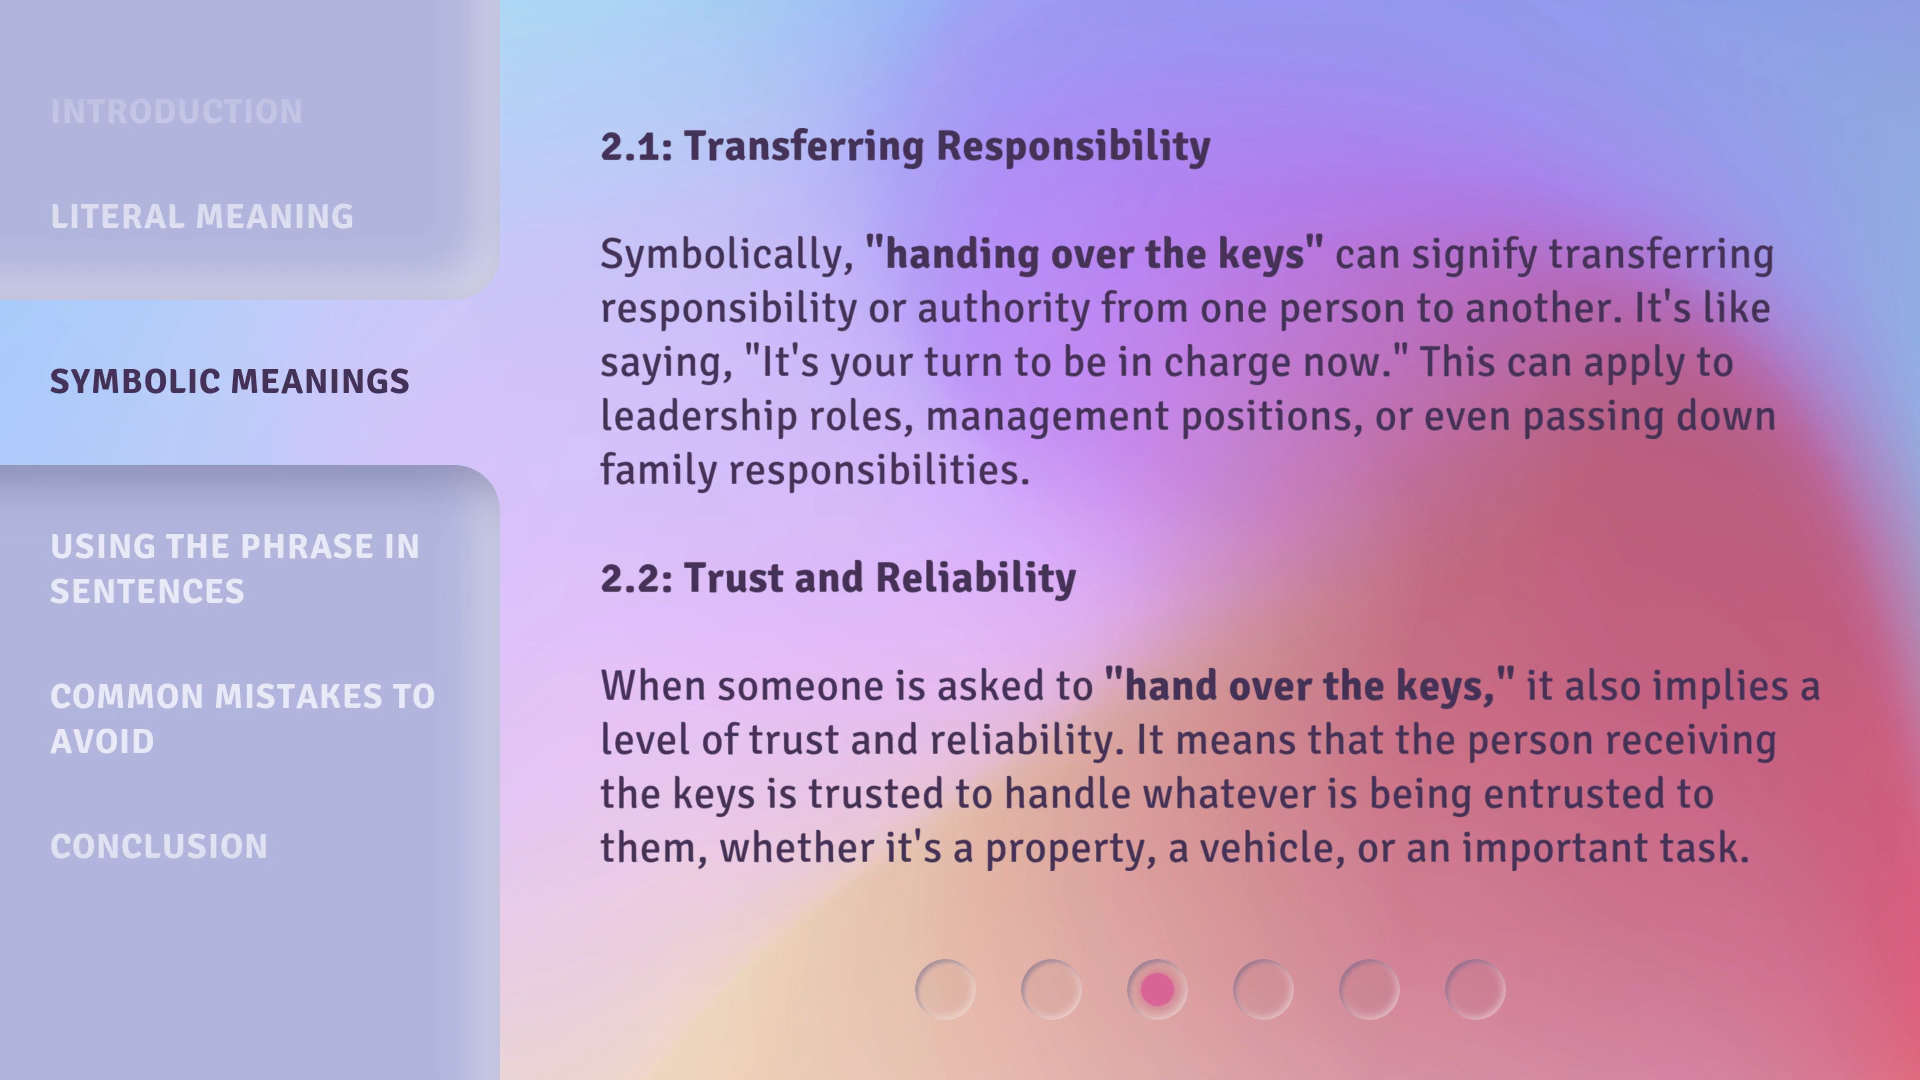 INTRODUCTION
LITERAL MEANING
SYMBOLIC MEANINGS
USING THE PHRASE IN
SENTENCES
COMMON MISTAKES TO
AVOID
CONCLUSION
2.1: Transferring Responsibility
Symbolically, "handing over the keys" can signify transferring
responsibility or authority from one person to another. It's like
saying, "It's your turn to be in charge now." This can apply to
leadership roles, management positions, or even passing down
family responsibilities.
2.2: Trust and Reliability
When someone is asked to "hand over the keys," it also implies a
level of trust and reliability. It means that the person receiving
the keys is trusted to handle whatever is being entrusted to
them, whether it's a property, a vehicle, or an important task.